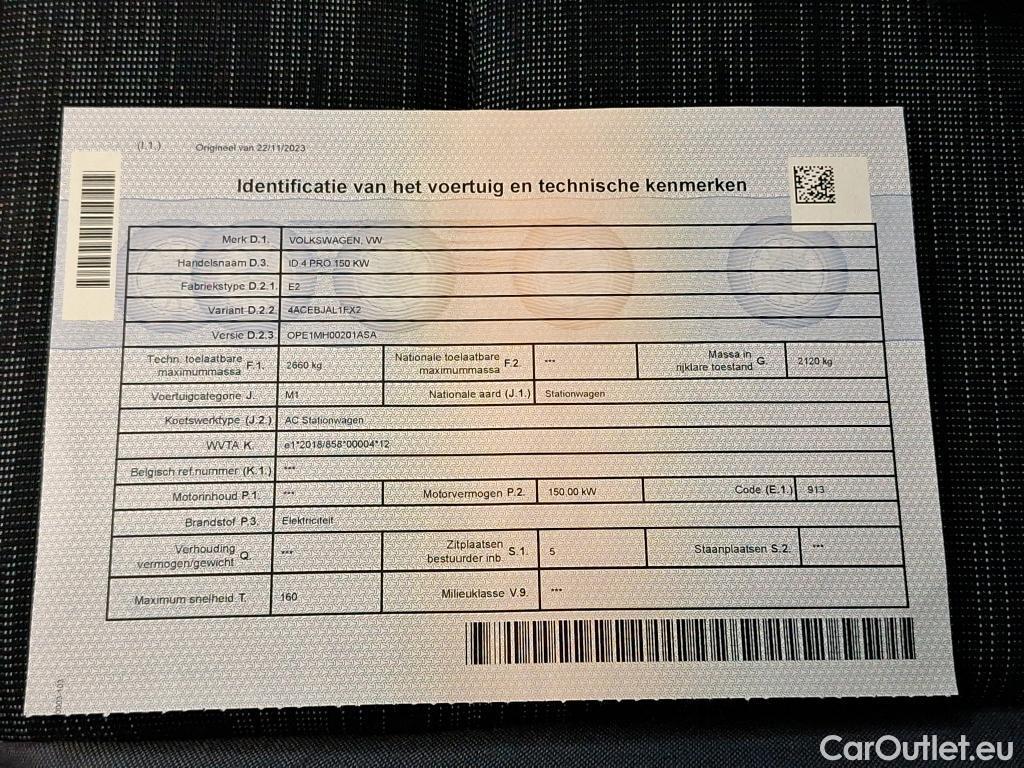 (I.1.) Origineel van 22/11/2023
Identificatie van het voertuig en technische kenmerken
Merk D.1. VOLKSWAGEN, VW
Handelsnaam D.3. ID 4 PRO 150 KW
Fabriekstype D.2.1. E2
Variant D.2.2. 4ACEBJAL1FX2
Versie D.2.3. OPE1MH00201ASA
Techn. toelaatbare maximummassa F.1. 2660 kg Nationale toelaatbare maximummassa F.2. *** Massa in rijklare toestand G. 2120 kg
Voertuigcategorie J. M1 Nationale aard (J.1.) Stationwagen
Koetswerktype (J.2.) AC Stationwagen
WVTA K. e1*2018/858*00004*12
Belgisch ref.nummer (K.1.) ***
Motorinhoud P.1. *** Motorvermogen P.2. 150.00 kW Code (E.1.) 913
Brandstof P.3. Elektriciteit
Verhouding vermogen/gewicht Q. *** Zitplaatsen bestuurder inb. S.1. 5 Staanplaatsen S.2. ***
Maximum snelheid T. 160 Milieuklasse V.9. ***
CarOutlet.eu